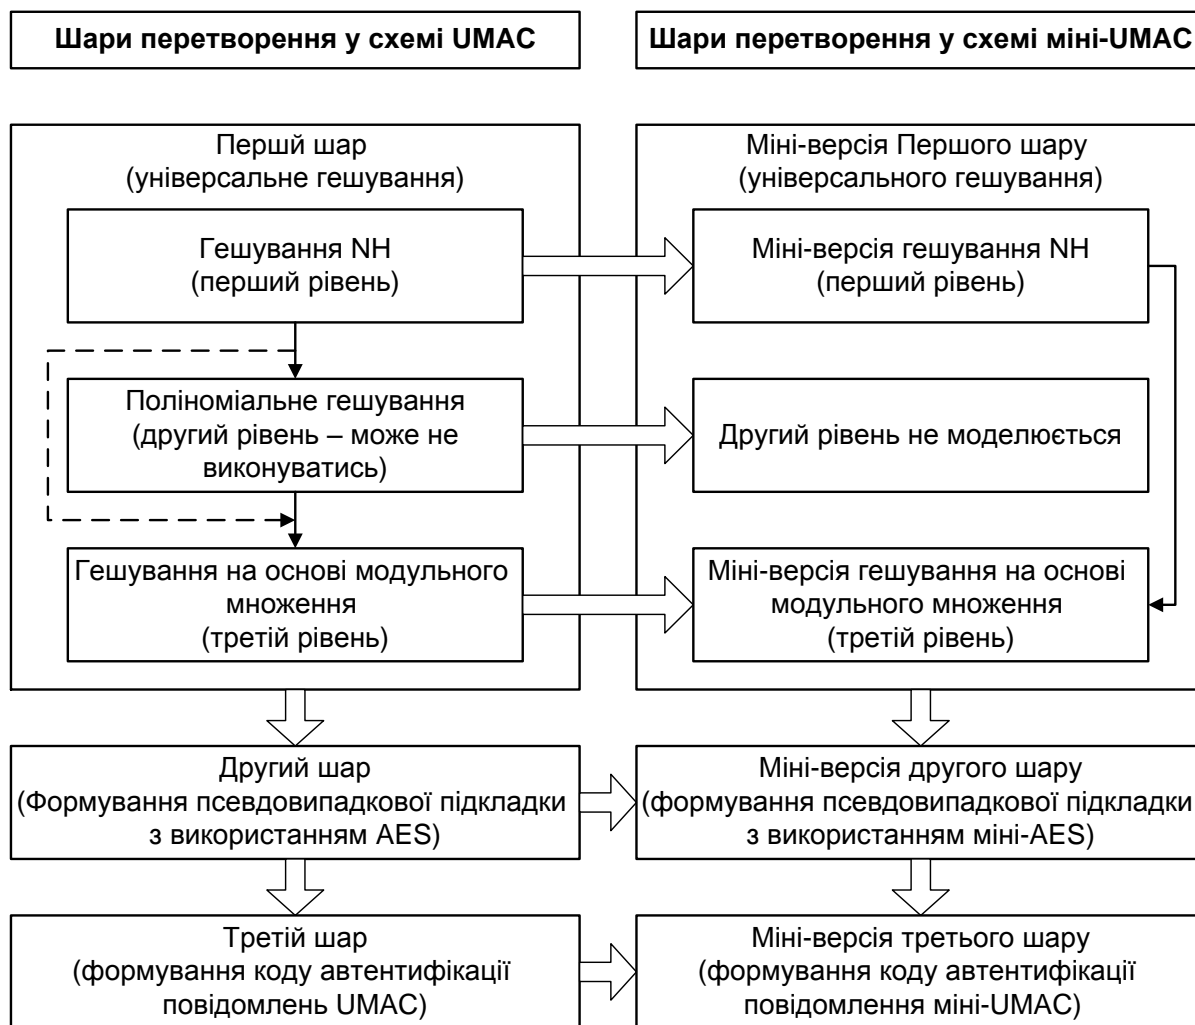 Шари перетворення у схемі UMAC
Шари перетворення у схемі міні-UMAC
Перший шар
(універсальне гешування)
Гешування NH
(перший рівень)
Поліноміальне гешування
(другий рівень – може не
виконуватись)
Гешування на основі модульного
множення
(третій рівень)
Міні-версія Першого шару
(універсального гешування)
Міні-версія гешування NH
(перший рівень)
Другий рівень не моделюється
Міні-версія гешування на основі
модульного множення
(третій рівень)
Другий шар
(Формування псевдовипадкової підкладки
з використанням AES)
Міні-версія другого шару
(формування псевдовипадкової підкладки
з використанням міні-AES)
Третій шар
(формування коду автентифікації
повідомлень UMAC)
Міні-версія третього шару
(формування коду автентифікації
повідомлення міні-UMAC)